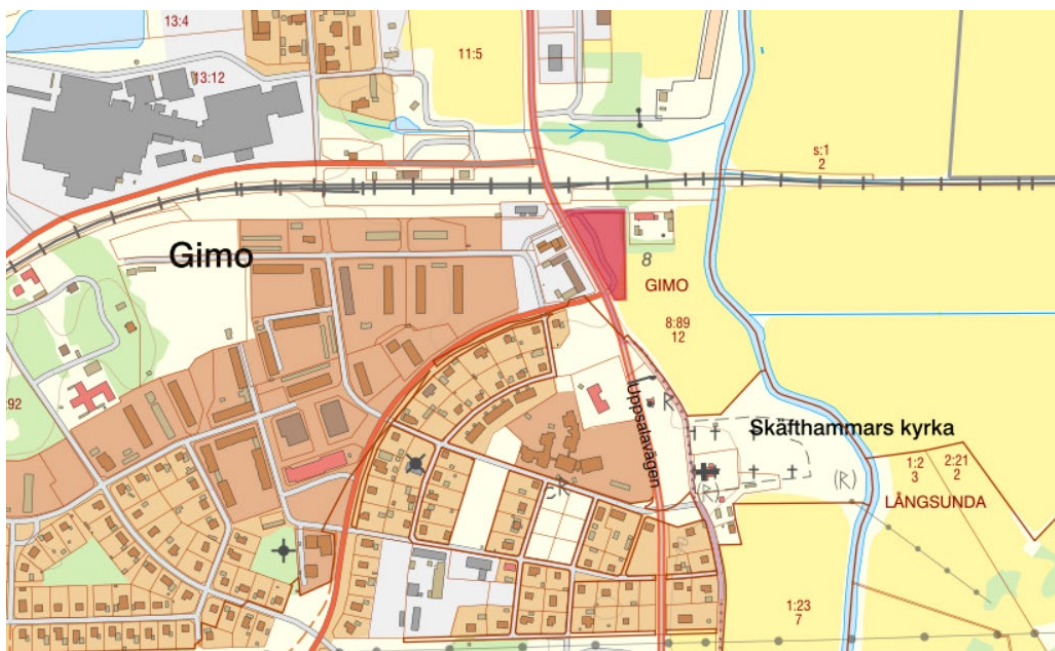 13:4
11:5
13:12
s:1
2
Gimo
8
GIMO
8:89
12
:92
Uppsalavägen
R
Skäfthammars kyrka
1:2
3
2:21
2
(R)
(R)
R
LÅNGSUNDA
1:23
7